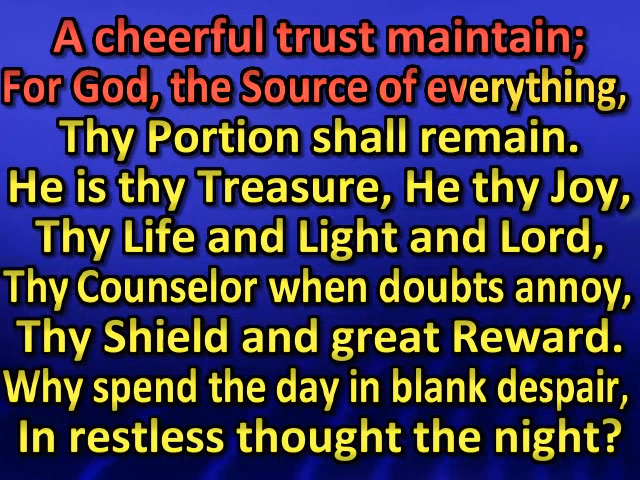 A cheerful trust maintain;
For God, the Source of everything,
Thy Portion shall remain.
He is thy Treasure, He thy Joy,
Thy Life and Light and Lord,
Thy Counselor when doubts annoy,
Thy Shield and great Reward.
Why spend the day in blank despair,
In restless thought the night?